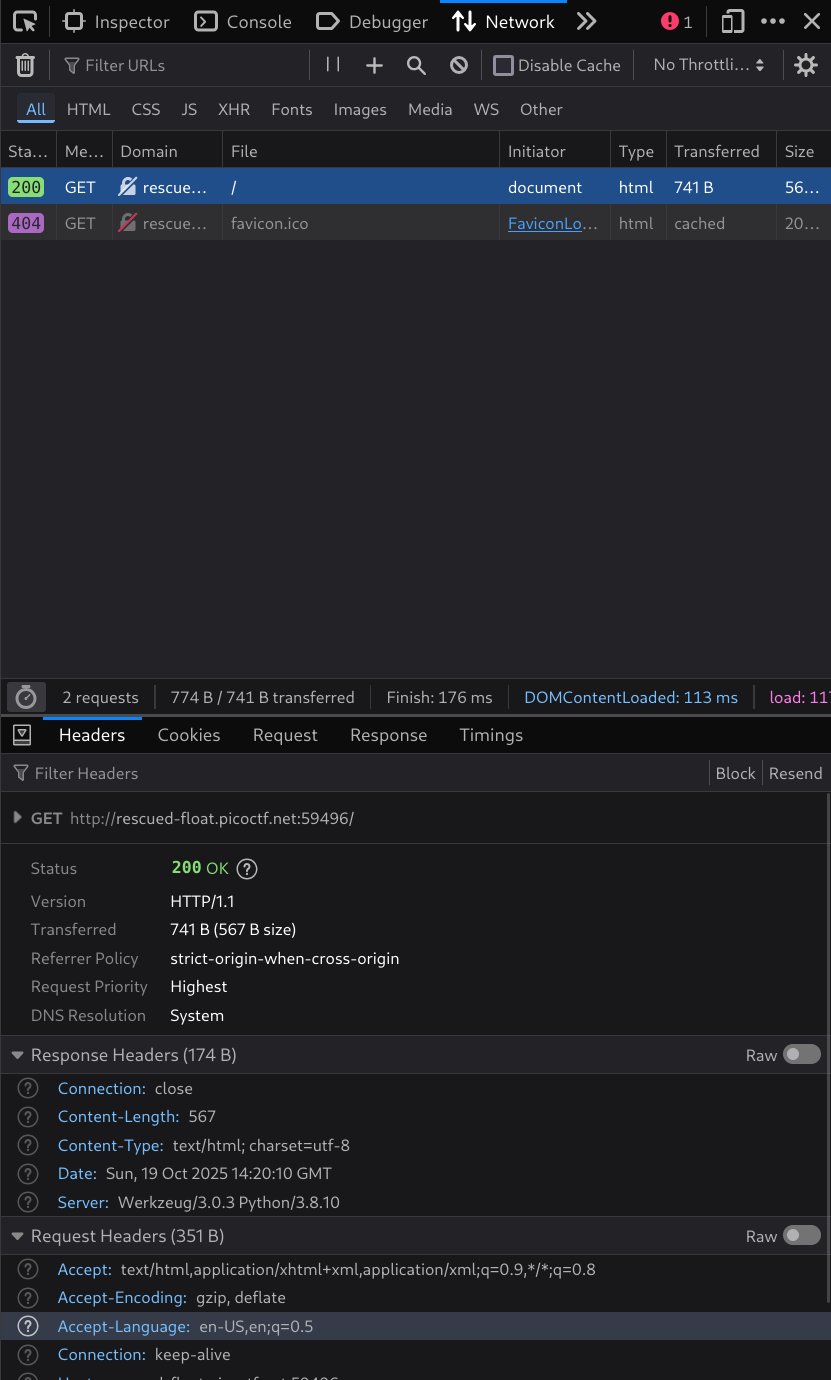 Inspector Console Debugger Network 1
Filter URLs Disable Cache No Throttli…
All HTML CSS JS XHR Fonts Images Media WS Other
Sta… Me… Domain File Initiator Type Transferred Size
200 GET rescue… / document html 741 B 56…
404 GET rescue… favicon.ico FaviconLo… html cached 20…
2 requests 774 B / 741 B transferred Finish: 176 ms DOMContentLoaded: 113 ms load: 117
Headers Cookies Request Response Timings
Filter Headers Block Resend
GET http://rescued-float.picoctf.net:59496/
Status 200 OK ?
Version HTTP/1.1
Transferred 741 B (567 B size)
Referrer Policy strict-origin-when-cross-origin
Request Priority Highest
DNS Resolution System
Response Headers (174 B) Raw
? Connection: close
? Content-Length: 567
? Content-Type: text/html; charset=utf-8
? Date: Sun, 19 Oct 2025 14:20:10 GMT
? Server: Werkzeug/3.0.3 Python/3.8.10
Request Headers (351 B) Raw
? Accept: text/html,application/xhtml+xml,application/xml;q=0.9,*/*;q=0.8
? Accept-Encoding: gzip, deflate
? Accept-Language: en-US,en;q=0.5
? Connection: keep-alive